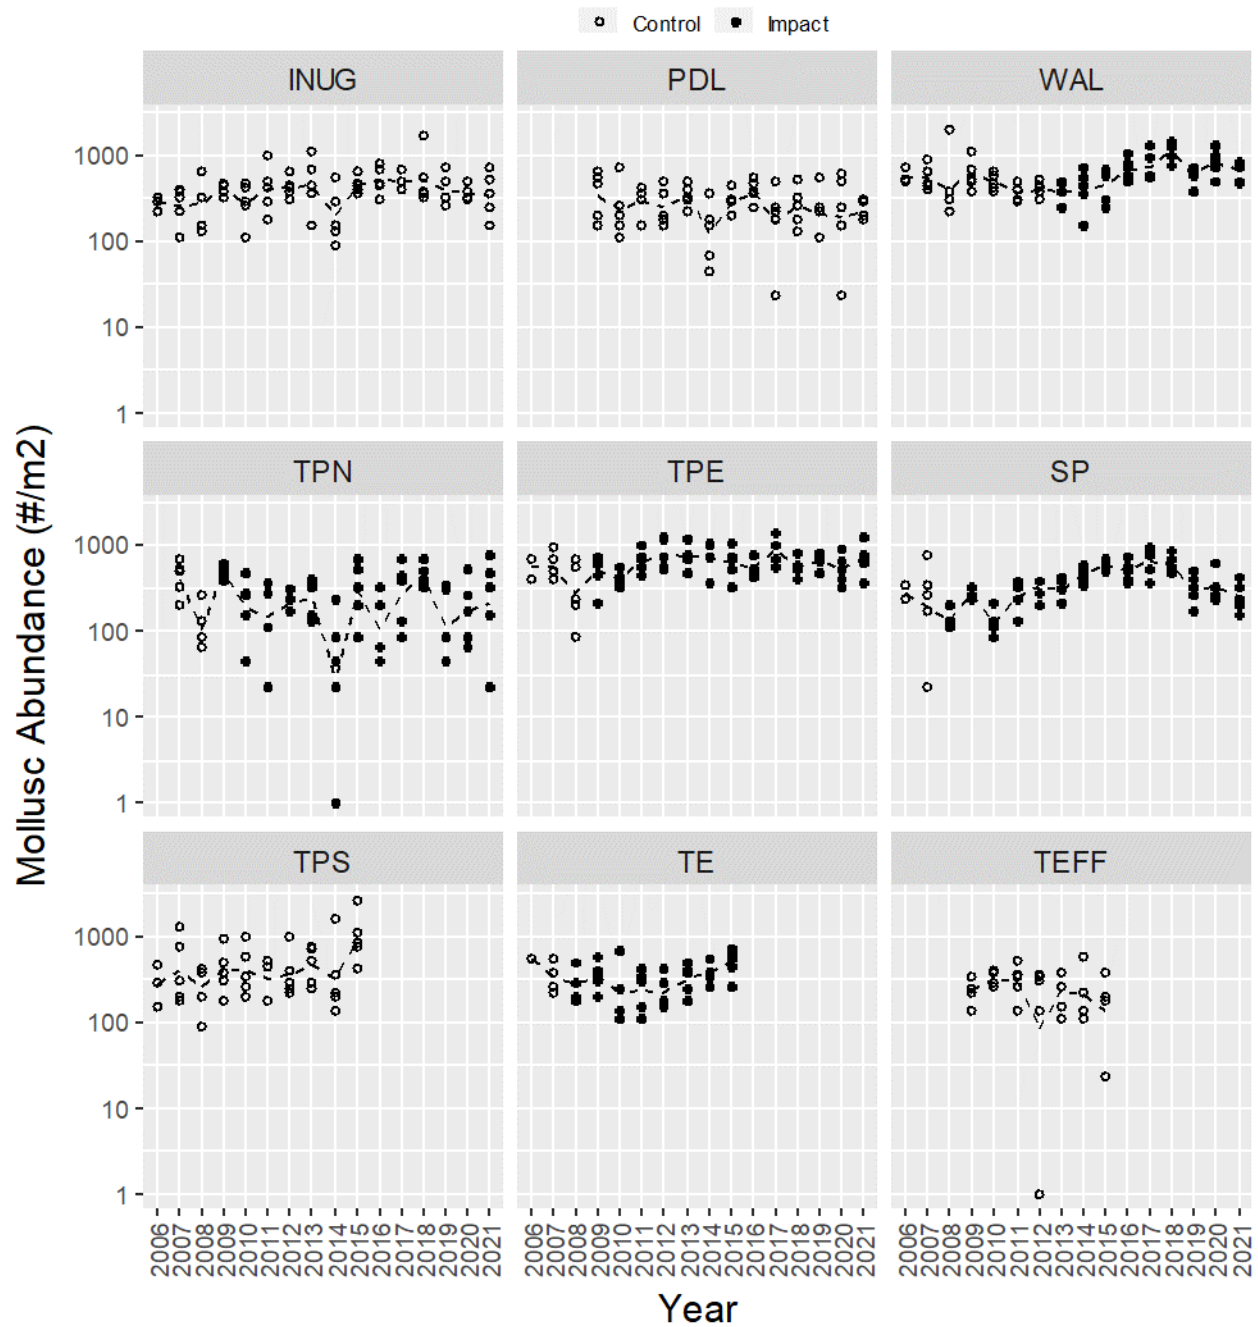 Control Impact
INUG PDL WAL
1000
100
10
1
TPN TPE SP
1000
100
10
1
TPS TE TEFF
1000
100
10
1
Mollusc Abundance (#/m2)
2006 2007 2008 2009 2010 2011 2012 2013 2014 2015 2016 2017 2018 2019 2020 2021 2006 2007 2008 2009 2010 2011 2012 2013 2014 2015 2016 2017 2018 2019 2020 2021 2006 2007 2008 2009 2010 2011 2012 2013 2014 2015 2016 2017 2018 2019 2020 2021
Year